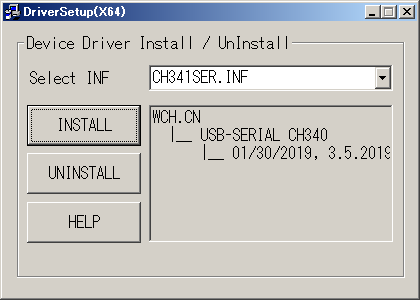 DriverSetup(X64)
Device Driver Install / UnInstall
Select INF
CH341SER.INF
INSTALL
UNINSTALL
HELP
WCH.CN
|__ USB-SERIAL CH340
|__ 01/30/2019, 3.5.2019